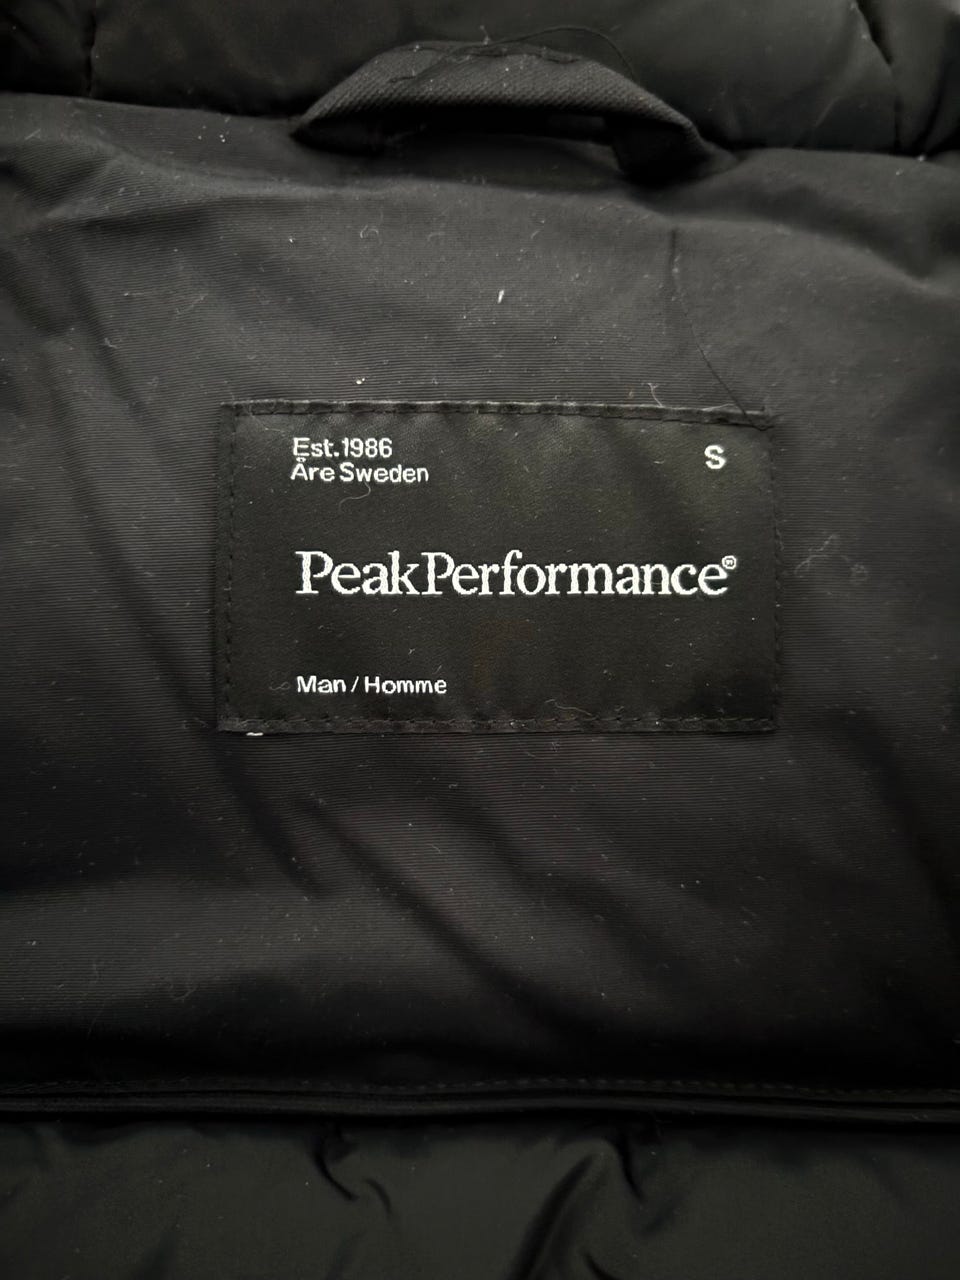 Est.1986
Åre Sweden
S
PeakPerformance®
Man / Homme